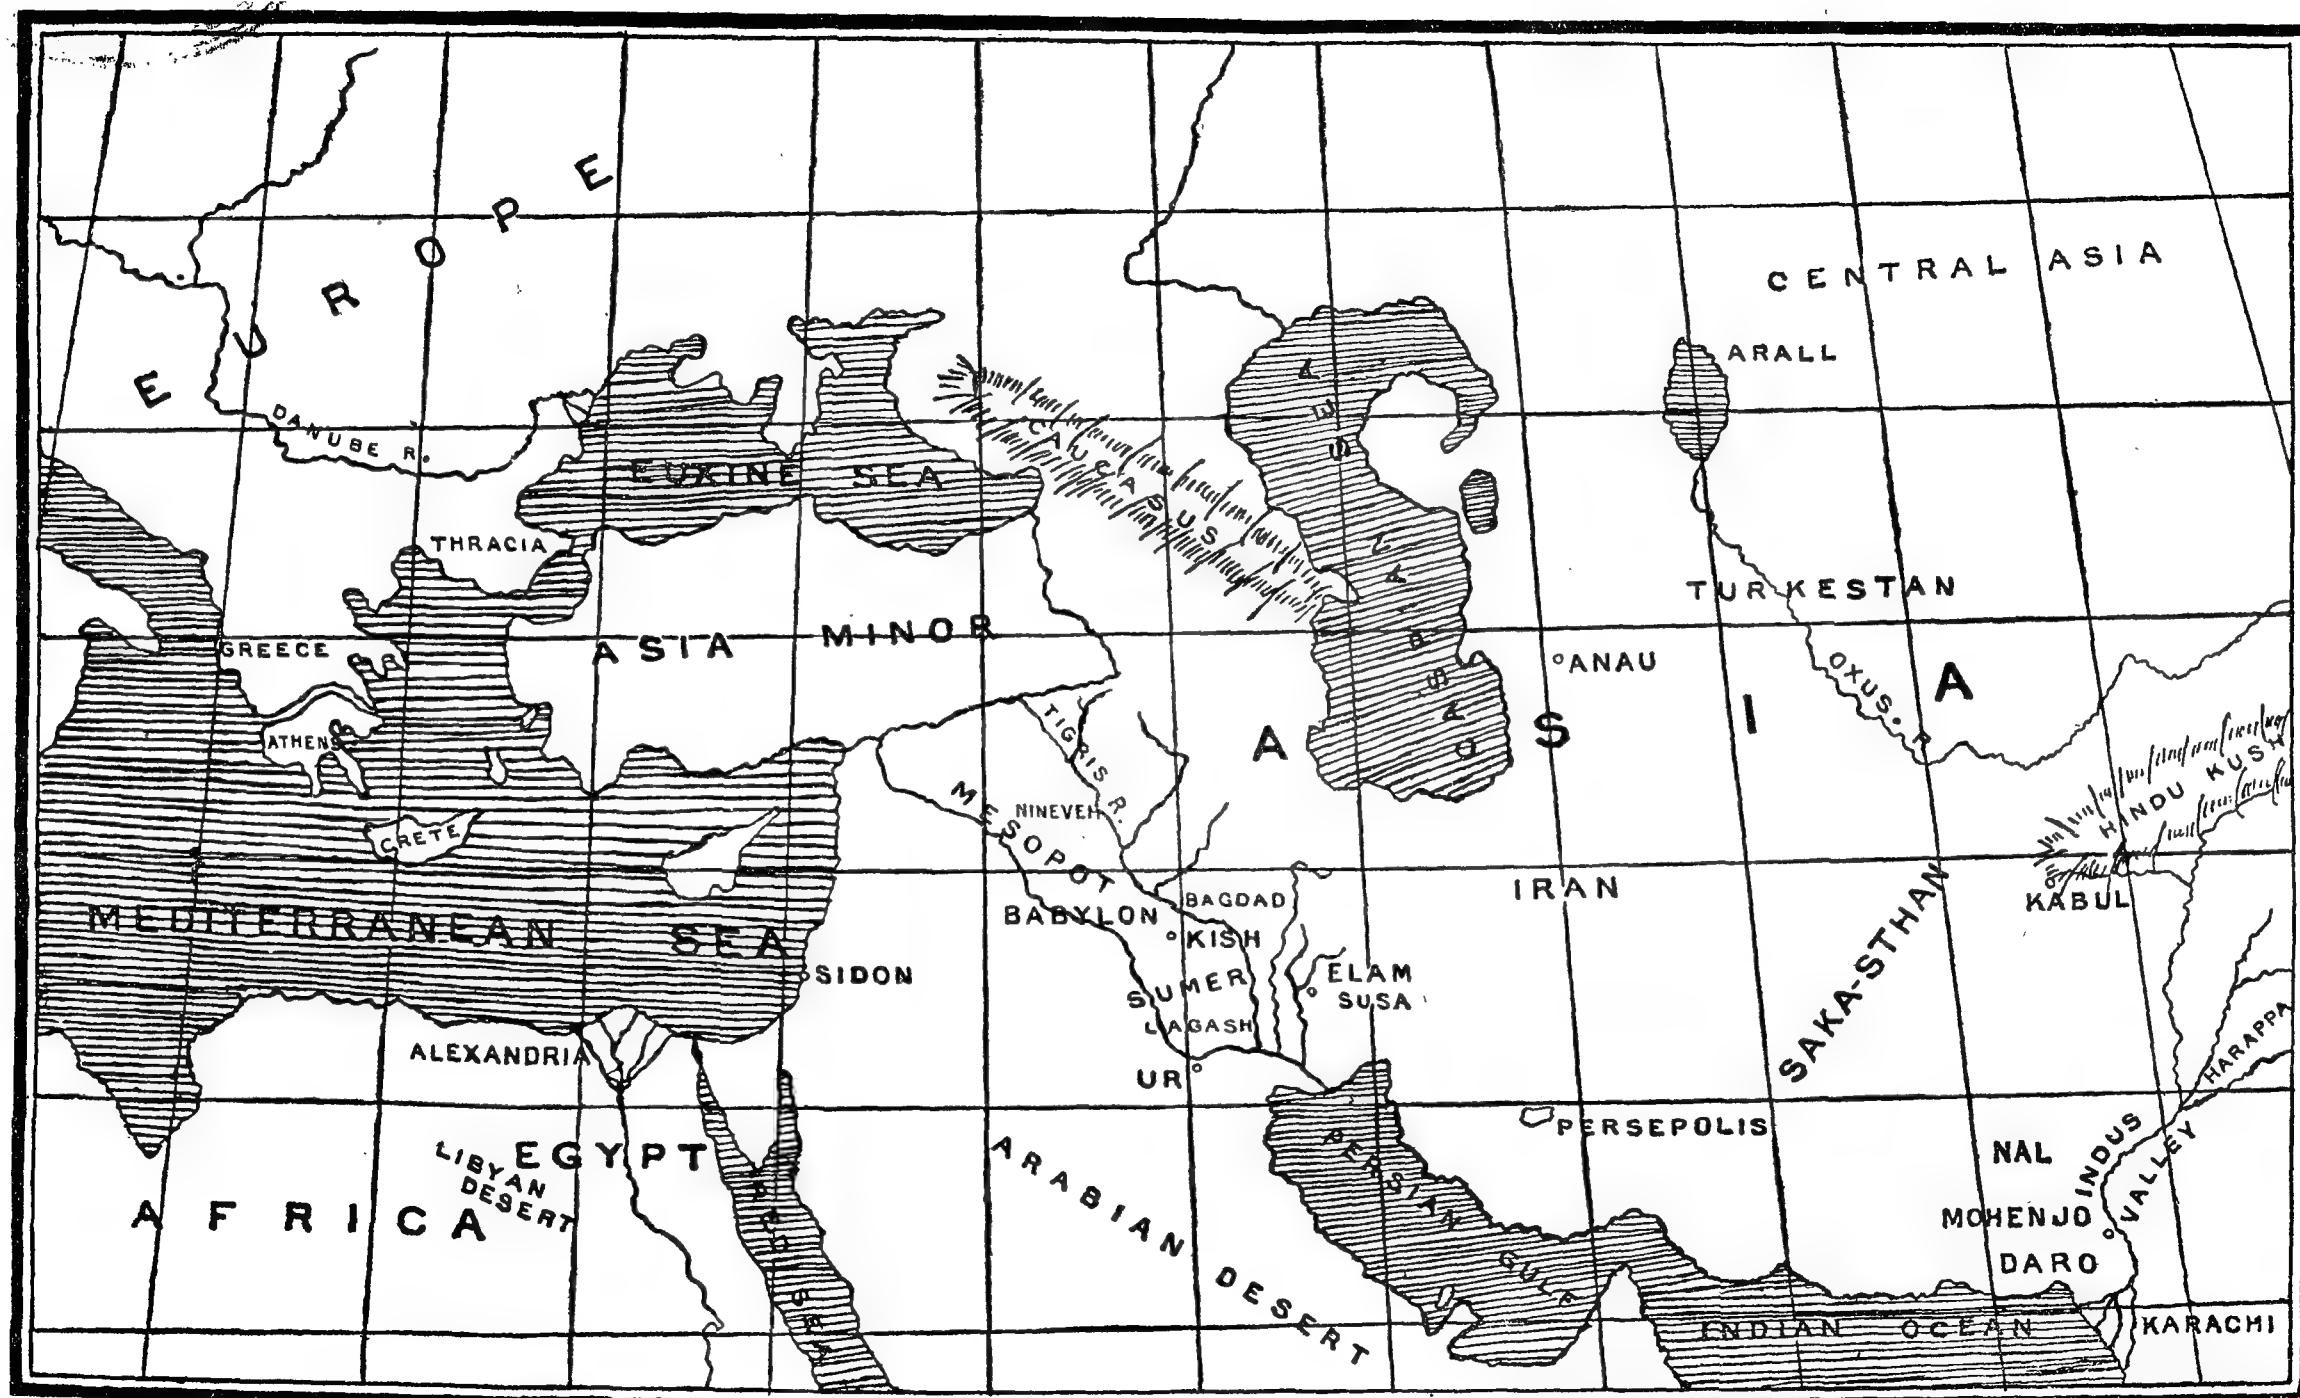 EUROPE
CENTRAL ASIA
ARALL
DANUBE R.
CAUCASUS
EUXINE SEA
CASPIAN SEA
THRACIA
TURKESTAN
GREECE
ASIA MINOR
ANAU
OXUS R
ASIA
ATHENS
TIGRIS R.
HINDU KUSH
NINEVEH
MESOPOT
CRETE
IRAN
KABUL
BAGDAD
BABYLON
KISH
MEDITERRANEAN SEA
SIDON
ELAM
SUSA
SUMER
LAGASH
SAKA-STHAN
HARAPPA
ALEXANDRIA
UR
PERSEPOLIS
EGYPT
LIBYAN
DESERT
AFRICA
RED SEA
ARABIAN DESERT
PERSIAN GULF
NAL
INDUS
VALLEY
MOHENJO
DARO
INDIAN OCEAN
KARACHI